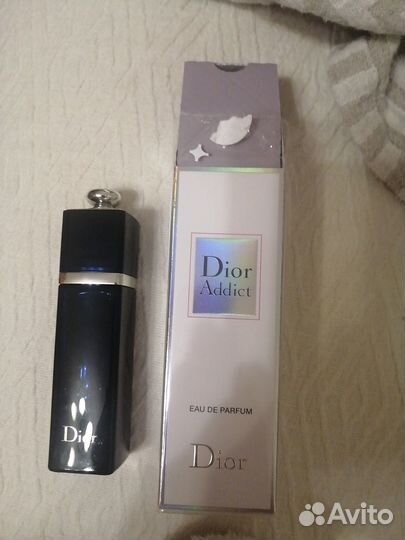 Dior
Addict
EAU DE PARFUM
Dior
Dior
Avito